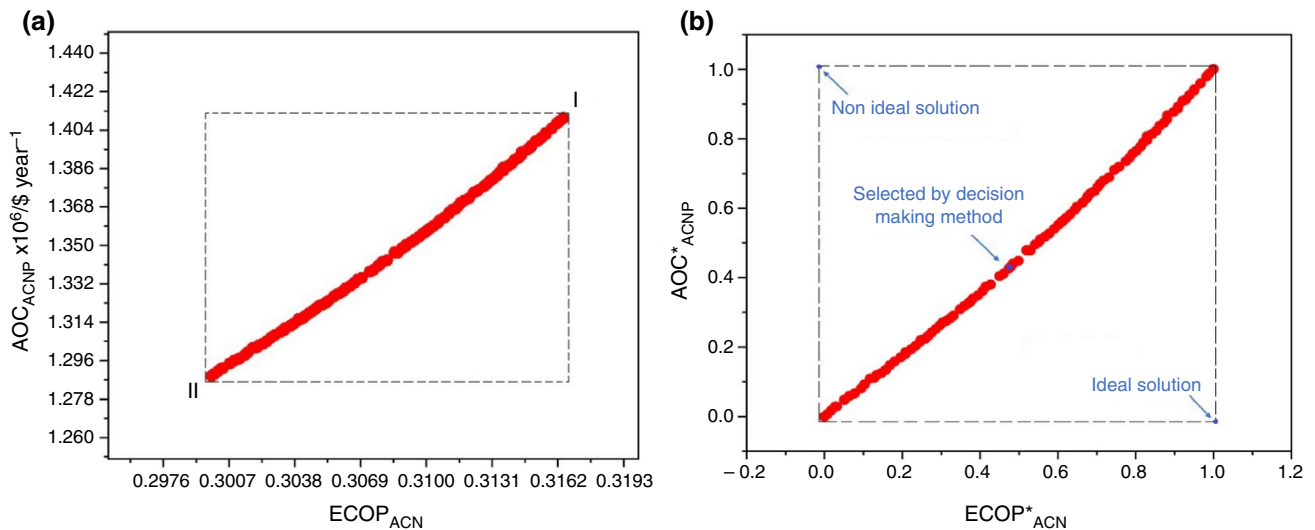 (a)
AOC_ACNP x10⁶/$ year⁻¹
1.440
1.422
1.404
1.386
1.368
1.350
1.332
1.314
1.296
1.278
1.260
I
II
0.2976 0.3007 0.3038 0.3069 0.3100 0.3131 0.3162 0.3193
ECOP_ACN
(b)
AOC*_ACNP
1.0
0.8
0.6
0.4
0.2
0.0
Non ideal solution
Selected by decision
making method
Ideal solution
– 0.2 0.0 0.2 0.4 0.6 0.8 1.0 1.2
ECOP*_ACN